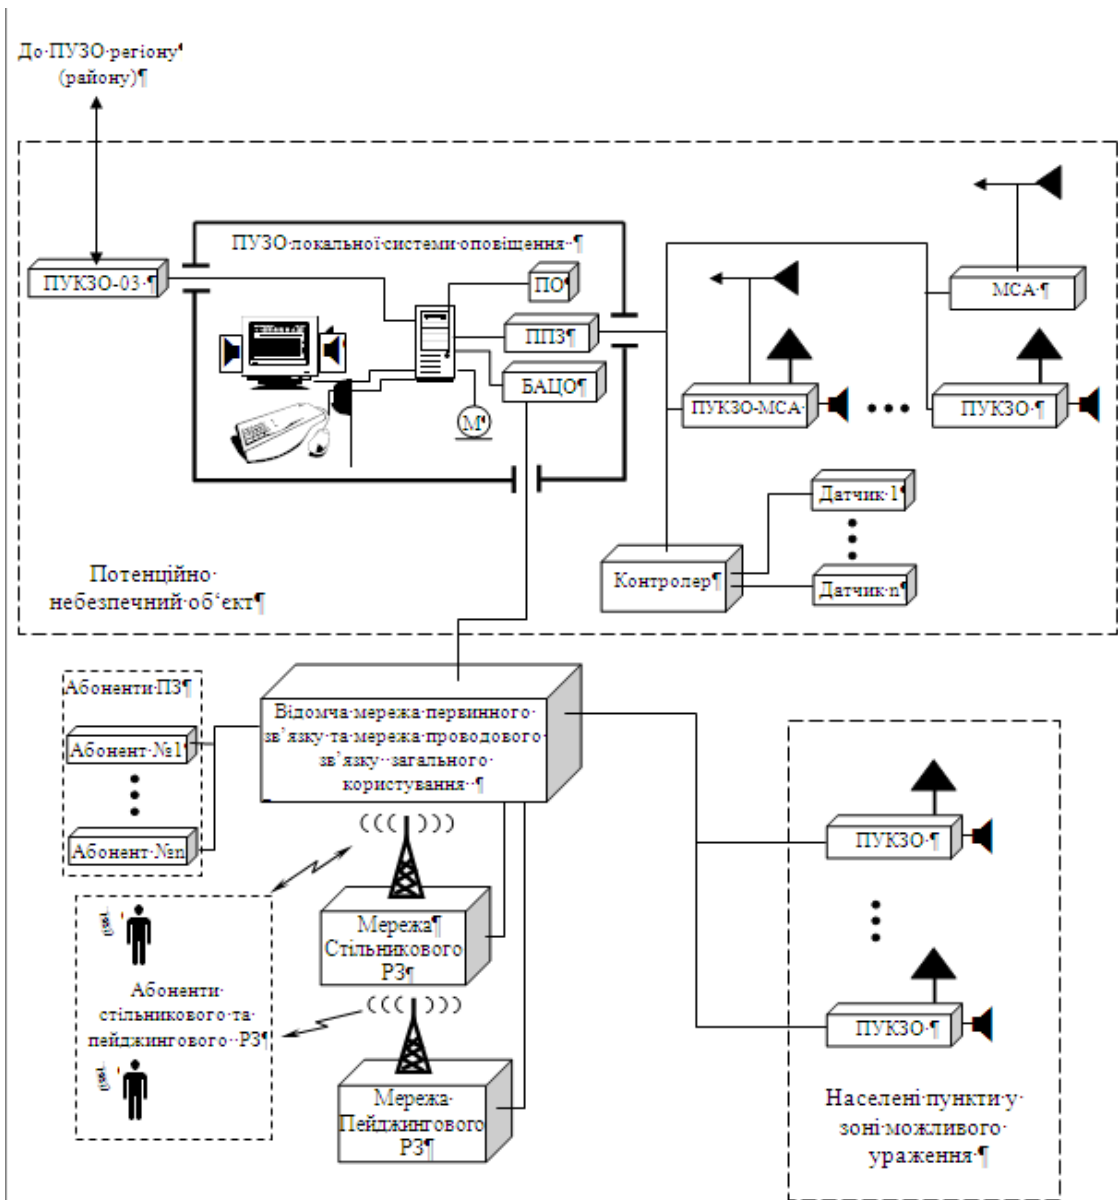 До·ПУЗО·регіону
(району)¶
ПУЗО·локальної·системи·оповіщення··¶
ПУКЗО-03·¶
ПО¶
ППЗ¶
БАЦО¶
М¶
МСА·¶
ПУКЗО-МСА·
ПУКЗО·¶
Датчик·1¶
Контролер¶
Датчик·n¶
Потенційно·
небезпечний·об‘єкт¶
Абоненти·ПЗ¶
Абонент·№1¶
Абонент·№n¶
Відомча·мережа·первинного·
зв’язку·та·мережа·проводового·
зв’язку··загального·
користування··¶
Мережа¶
Стільникового
РЗ¶
Абоненти·
стільникового·та·
пейджингового··РЗ¶
Мережа·
Пейджингового
РЗ¶
ПУКЗО·¶
ПУКЗО·¶
Населені·пункти·у·
зоні·можливого·
ураження·¶